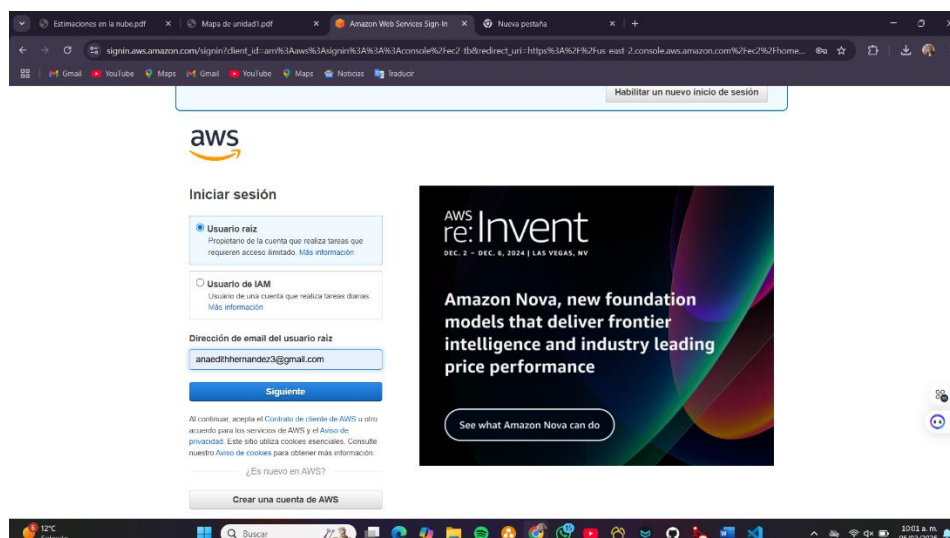 Estimaciones en la nube.pdf
Mapa de unidad1.pdf
Amazon Web Services Sign-In
Nueva pestaña
signin.aws.amazon.com/signin?client_id=arn%3Aaws%3Asignin%3A%3A%3Aconsole%2Fec2-tb&redirect_uri=https%3A%2F%2Fus-east-2.console.aws.amazon.com%2Fec2%2Fhome...
Gmail YouTube Maps Gmail YouTube Maps Noticias Traducir
Habilitar un nuevo inicio de sesión
aws
Iniciar sesión
Usuario raíz
Propietario de la cuenta que realiza tareas que
requieren acceso ilimitado. Más información
Usuario de IAM
Usuario de una cuenta que realiza tareas diarias.
Más información
Dirección de email del usuario raíz
anaedithhernandez3@gmail.com
Siguiente
Al continuar, acepta el Contrato de cliente de AWS u otro
acuerdo para los servicios de AWS y el Aviso de
privacidad. Este sitio utiliza cookies esenciales. Consulte
nuestro Aviso de cookies para obtener más información.
¿Es nuevo en AWS?
Crear una cuenta de AWS
AWS
re:Invent
DEC. 2 – DEC. 6, 2024 | LAS VEGAS, NV
Amazon Nova, new foundation
models that deliver frontier
intelligence and industry leading
price performance
See what Amazon Nova can do
12°C
Buscar
10:01 a. m.